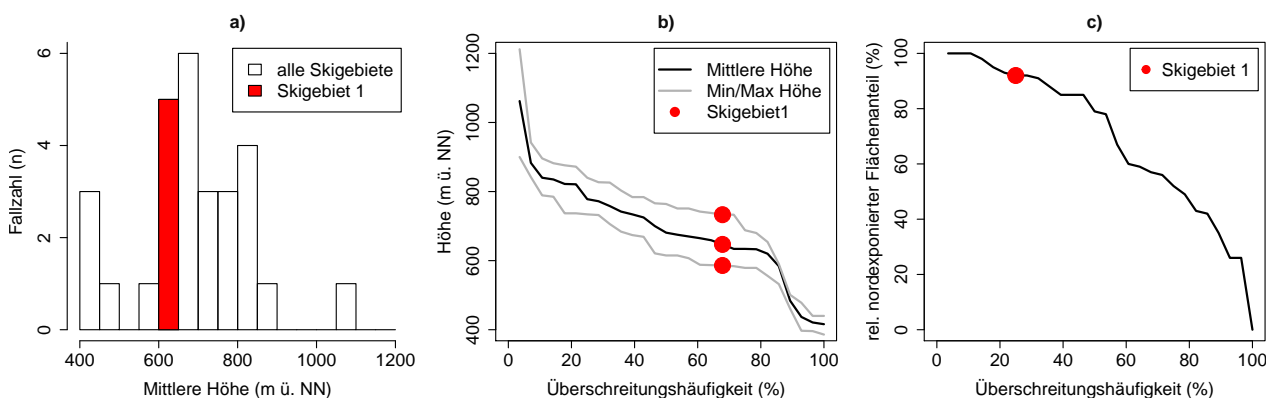 a)
Fallzahl (n)
6
4
2
0
400
600
800
1000
1200
Mittlere Höhe (m ü. NN)
alle Skigebiete
Skigebiet 1
b)
Höhe (m ü. NN)
1200
1000
800
600
400
0
20
40
60
80
100
Überschreitungshäufigkeit (%)
Mittlere Höhe
Min/Max Höhe
Skigebiet1
c)
rel. nordexponierter Flächenanteil (%)
100
80
60
40
20
0
0
20
40
60
80
100
Überschreitungshäufigkeit (%)
Skigebiet 1